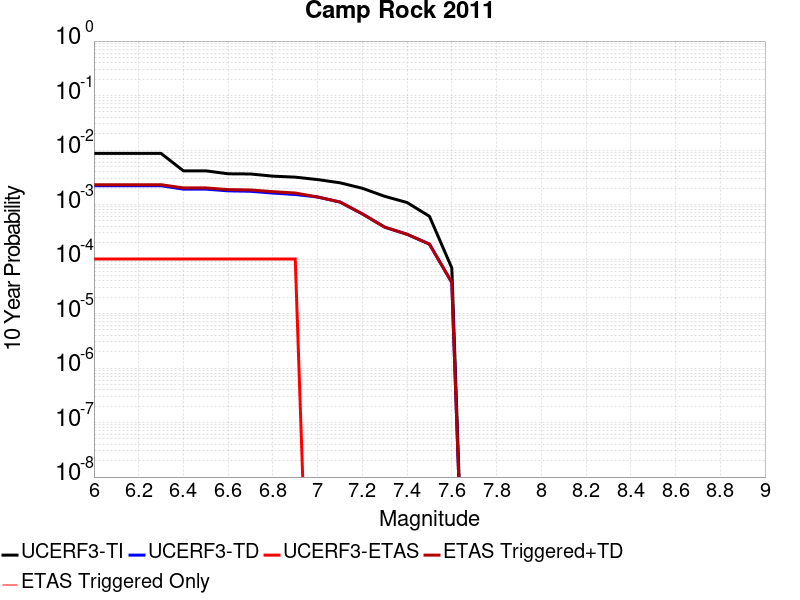 Camp Rock 2011
10 Year Probability
10^0
10^-1
10^-2
10^-3
10^-4
10^-5
10^-6
10^-7
10^-8
6 6.2 6.4 6.6 6.8 7 7.2 7.4 7.6 7.8 8 8.2 8.4 8.6 8.8 9
Magnitude
UCERF3-TI UCERF3-TD UCERF3-ETAS ETAS Triggered+TD
ETAS Triggered Only